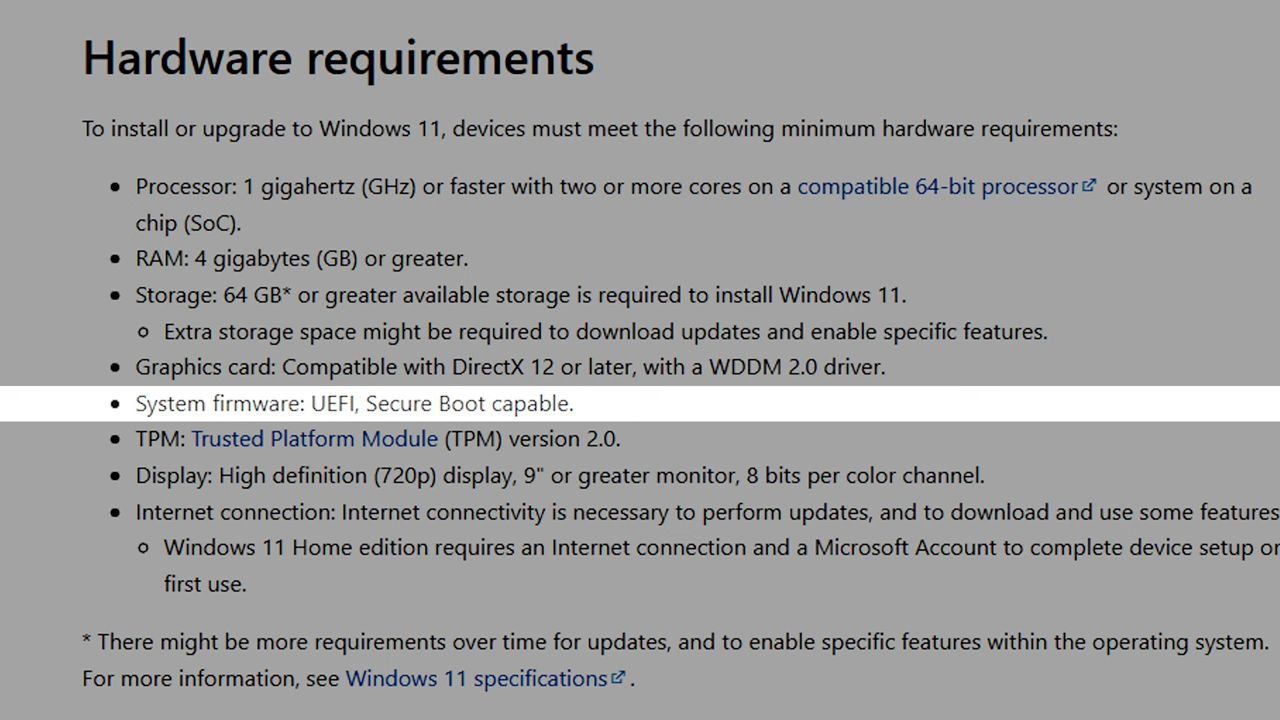 Hardware requirements
To install or upgrade to Windows 11, devices must meet the following minimum hardware requirements:
• Processor: 1 gigahertz (GHz) or faster with two or more cores on a compatible 64-bit processor or system on a
chip (SoC).
• RAM: 4 gigabytes (GB) or greater.
• Storage: 64 GB* or greater available storage is required to install Windows 11.
◦ Extra storage space might be required to download updates and enable specific features.
• Graphics card: Compatible with DirectX 12 or later, with a WDDM 2.0 driver.
• System firmware: UEFI, Secure Boot capable.
• TPM: Trusted Platform Module (TPM) version 2.0.
• Display: High definition (720p) display, 9" or greater monitor, 8 bits per color channel.
• Internet connection: Internet connectivity is necessary to perform updates, and to download and use some features
◦ Windows 11 Home edition requires an Internet connection and a Microsoft Account to complete device setup or
first use.
* There might be more requirements over time for updates, and to enable specific features within the operating system.
For more information, see Windows 11 specifications.